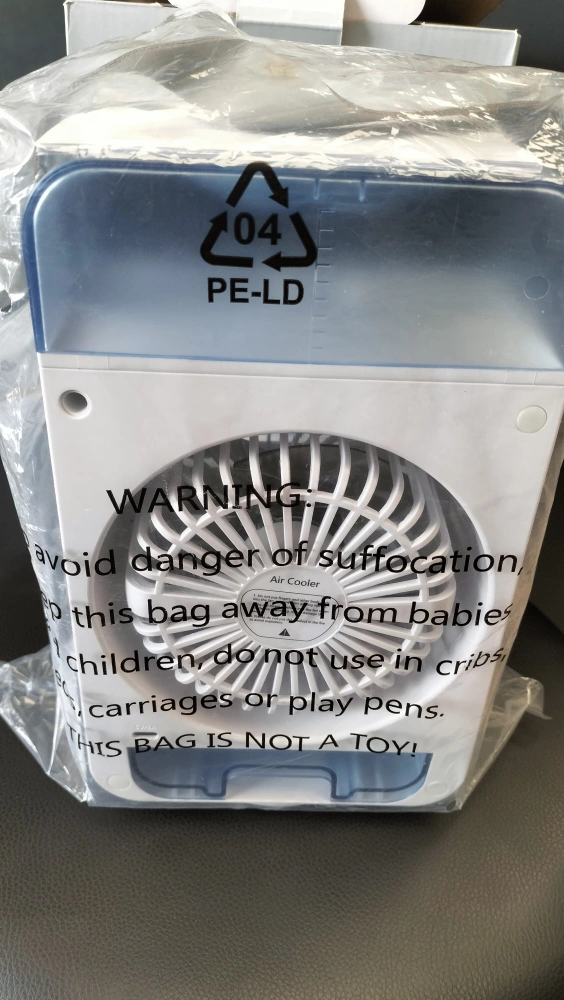 04
PE-LD
WARNING:
avoid danger of suffocation,
this bag away from babies
children, do not use in cribs,
carriages or play pens.
THIS BAG IS NOT A TOY!
Air Cooler